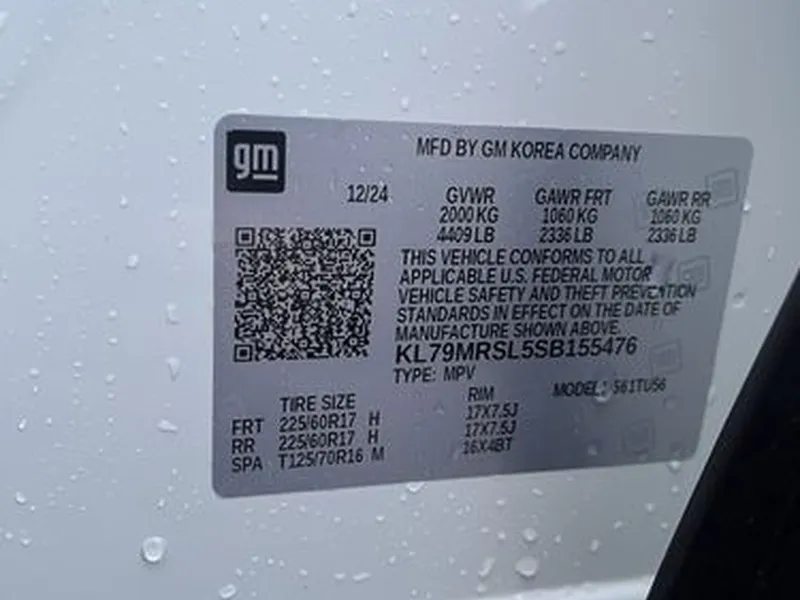 gm
MFD BY GM KOREA COMPANY
12/24 GVWR GAWR FRT GAWR RR
2000 KG 1060 KG 1060 KG
4409 LB 2336 LB 2336 LB
THIS VEHICLE CONFORMS TO ALL
APPLICABLE U.S. FEDERAL MOTOR
VEHICLE SAFETY AND THEFT PREVENTION
STANDARDS IN EFFECT ON THE DATE OF
MANUFACTURE SHOWN ABOVE.
KL79MRSL5SB155476
TYPE: MPV MODEL: 561TU56
TIRE SIZE RIM
FRT 225/60R17 H 17X7.5J
RR 225/60R17 H 17X7.5J
SPA T125/70R16 M 16X4BT